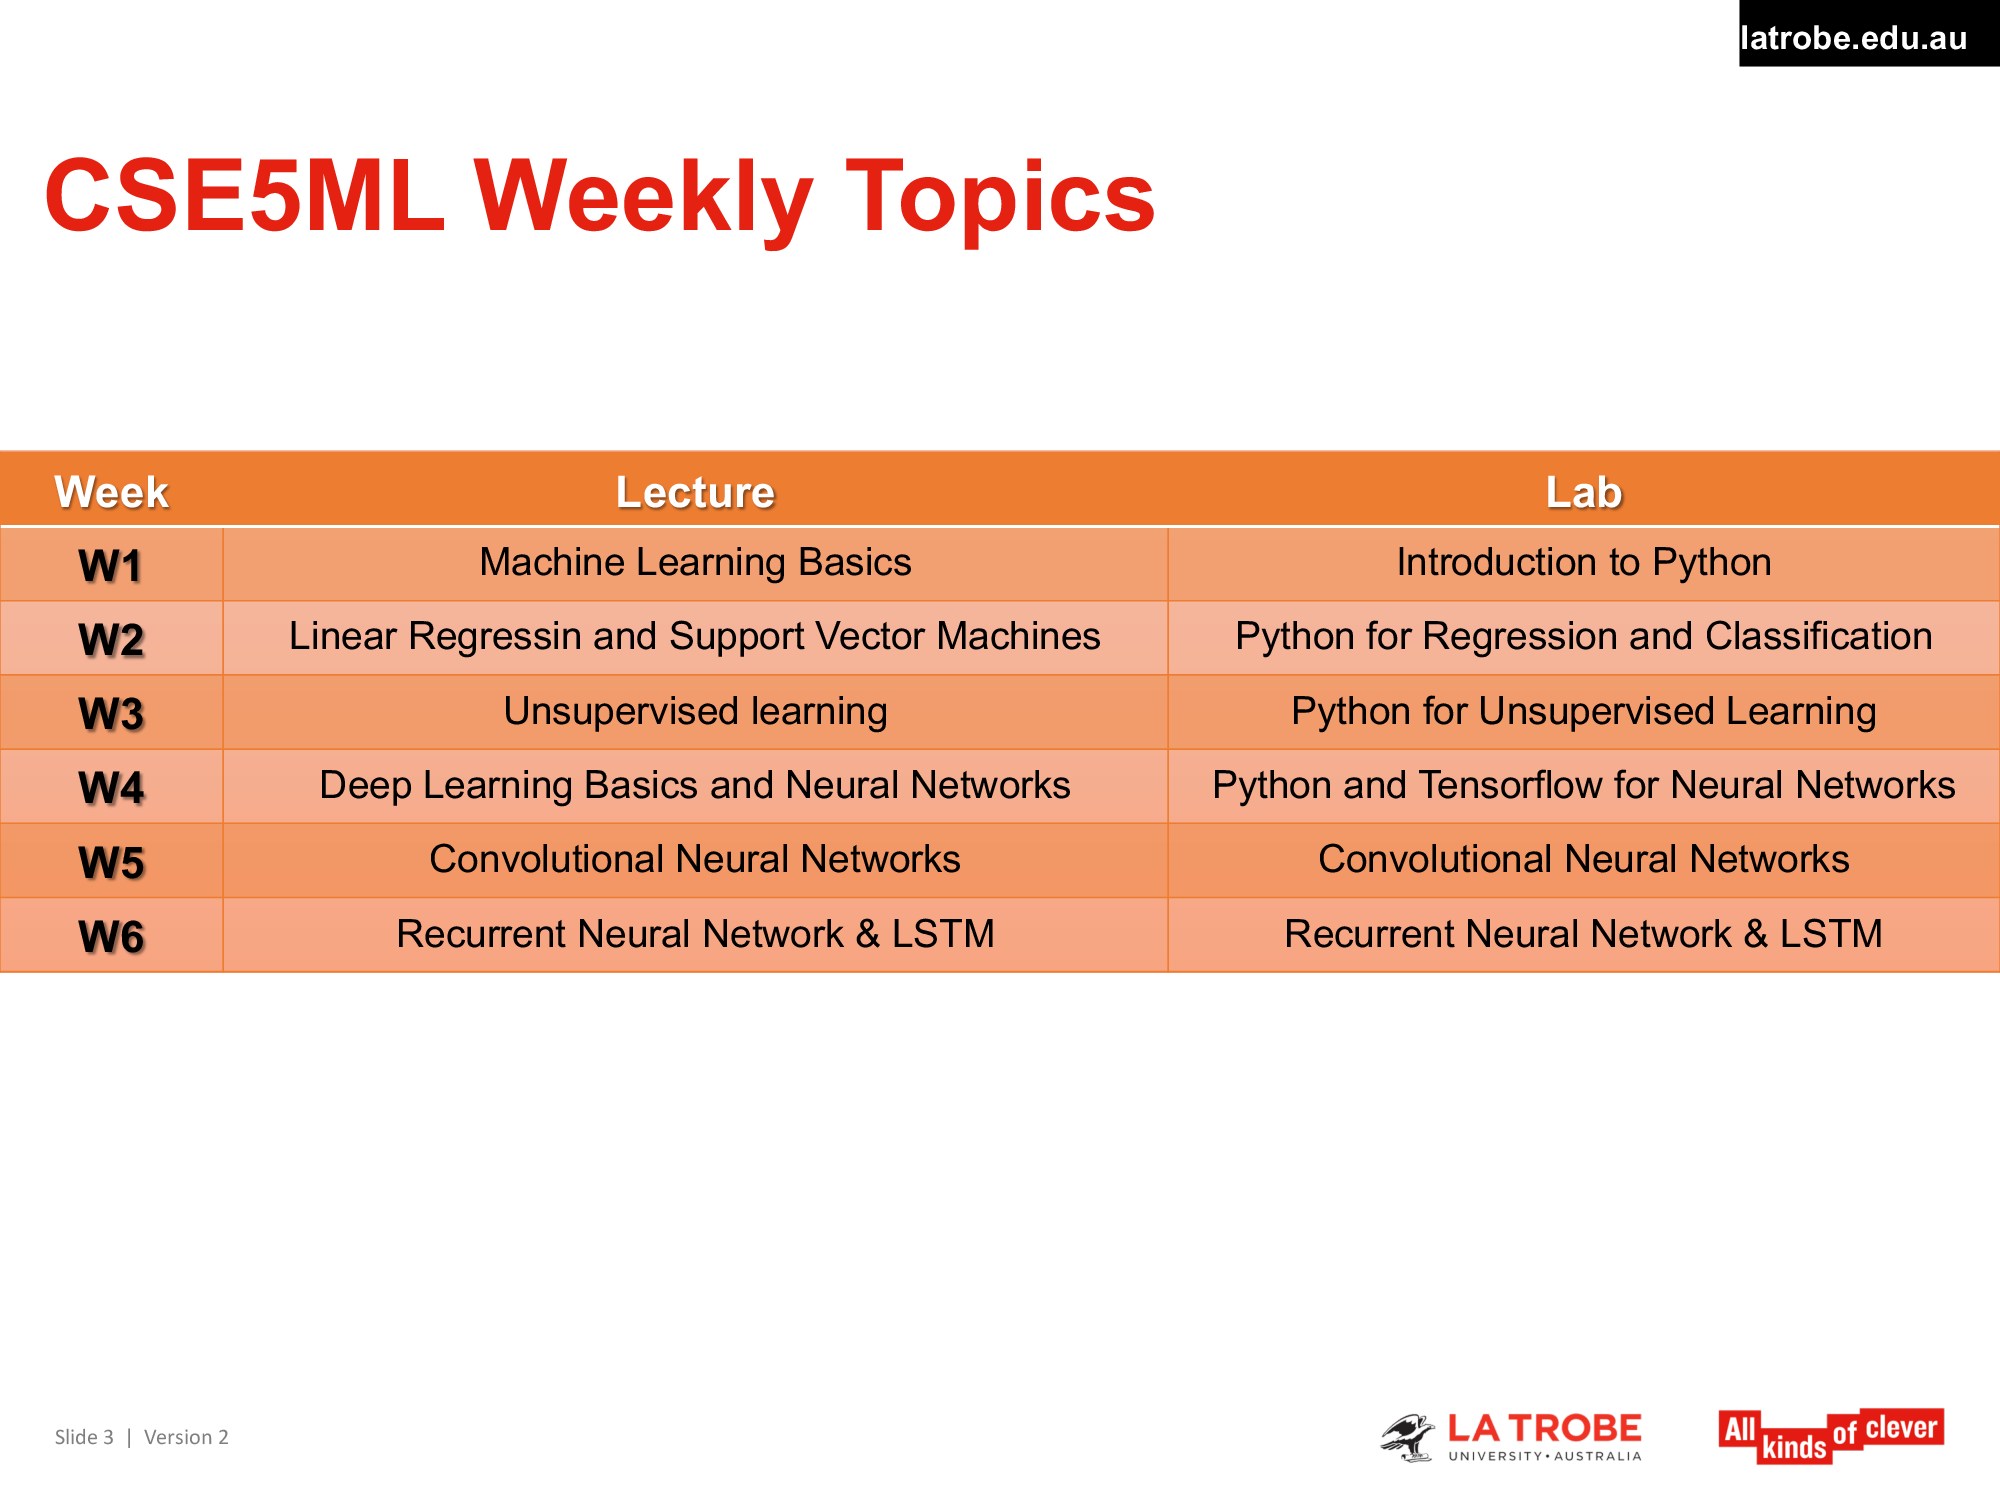 latrobe.edu.au
CSE5ML Weekly Topics
Week Lecture Lab
W1 Machine Learning Basics Introduction to Python
W2 Linear Regressin and Support Vector Machines Python for Regression and Classification
W3 Unsupervised learning Python for Unsupervised Learning
W4 Deep Learning Basics and Neural Networks Python and Tensorflow for Neural Networks
W5 Convolutional Neural Networks Convolutional Neural Networks
W6 Recurrent Neural Network & LSTM Recurrent Neural Network & LSTM
Slide 3 | Version 2
LA TROBE
UNIVERSITY • AUSTRALIA
All kinds of clever